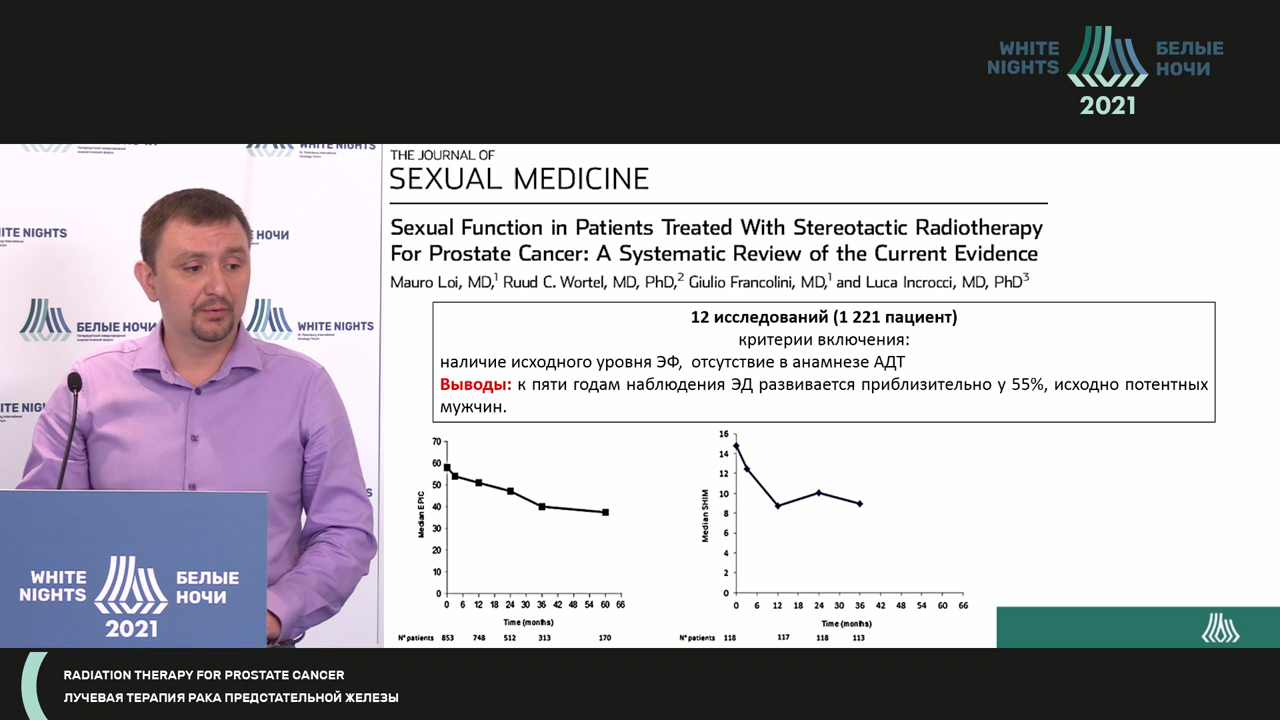 WHITE NIGHTS
БЕЛЫЕ НОЧИ
2021
WHITE NIGHTS
WHITE NIGHTS
НОЧИ
БЕЛЫЕ НОЧИ
WHITE NIGHTS
WHITE NIGHTS
БЕЛЫЕ НОЧИ
2021
THE JOURNAL OF
SEXUAL MEDICINE
Sexual Function in Patients Treated With Stereotactic Radiotherapy
For Prostate Cancer: A Systematic Review of the Current Evidence
Mauro Loi, MD,1 Ruud C. Wortel, MD, PhD,2 Giulio Francolini, MD,1 and Luca Incrocci, MD, PhD3
12 исследований (1 221 пациент)
критерии включения:
наличие исходного уровня ЭФ, отсутствие в анамнезе АДТ
Выводы: к пяти годам наблюдения ЭД развивается приблизительно у 55%, исходно потентных
мужчин.
70
60
50
40
30
20
10
0
Median EPIC
0 6 12 18 24 30 36 42 48 54 60 66
Time (months)
N° patients 853 748 512 313 170
16
14
12
10
8
6
4
2
0
Median SHIM
0 6 12 18 24 30 36 42 48 54 60 66
Time (months)
N° patients 118 117 118 113
RADIATION THERAPY FOR PROSTATE CANCER
ЛУЧЕВАЯ ТЕРАПИЯ РАКА ПРЕДСТАТЕЛЬНОЙ ЖЕЛЕЗЫ